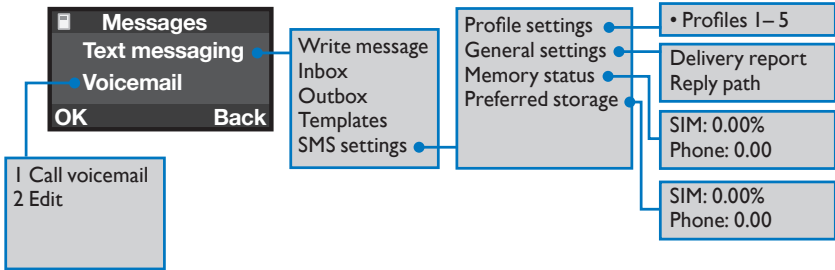 Messages
Text messaging
Voicemail
OK Back
1 Call voicemail
2 Edit
Write message
Inbox
Outbox
Templates
SMS settings
Profile settings
General settings
Memory status
Preferred storage
• Profiles 1– 5
Delivery report
Reply path
SIM: 0.00%
Phone: 0.00
SIM: 0.00%
Phone: 0.00